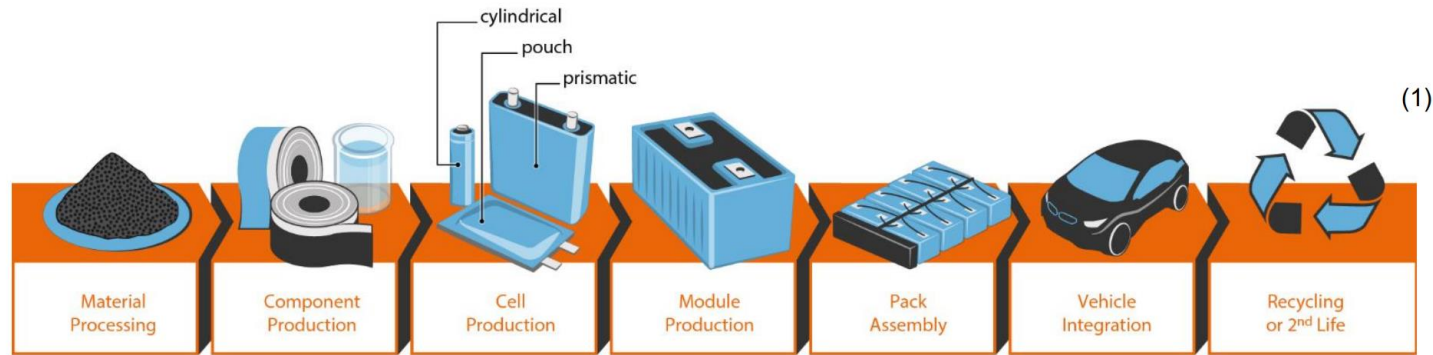 cylindrical
pouch
prismatic
(1)
Material
Processing
Component
Production
Cell
Production
Module
Production
Pack
Assembly
Vehicle
Integration
Recycling
or 2nd Life